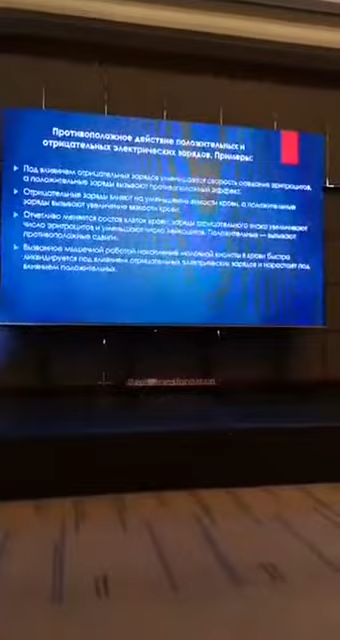 Противоположное действие положительных и
отрицательных электрических зарядов. Примеры:
Под влиянием отрицательных зарядов уменьшается скорость оседания эритроцитов,
а положительные заряды вызывают противоположный эффект.
Отрицательные заряды влияют на уменьшение вязкости крови, а положительные
заряды вызывают увеличение вязкости крови.
Отчетливо меняется состав клеток крови: заряды отрицательного знака увеличивают
число эритроцитов и уменьшают число лейкоцитов. Положительные — вызывают
противоположные сдвиги.
Вызванное мышечной работой накопление молочной кислоты в крови быстро
ликвидируется под влиянием отрицательных электрических зарядов и нарастает под
влиянием положительных.